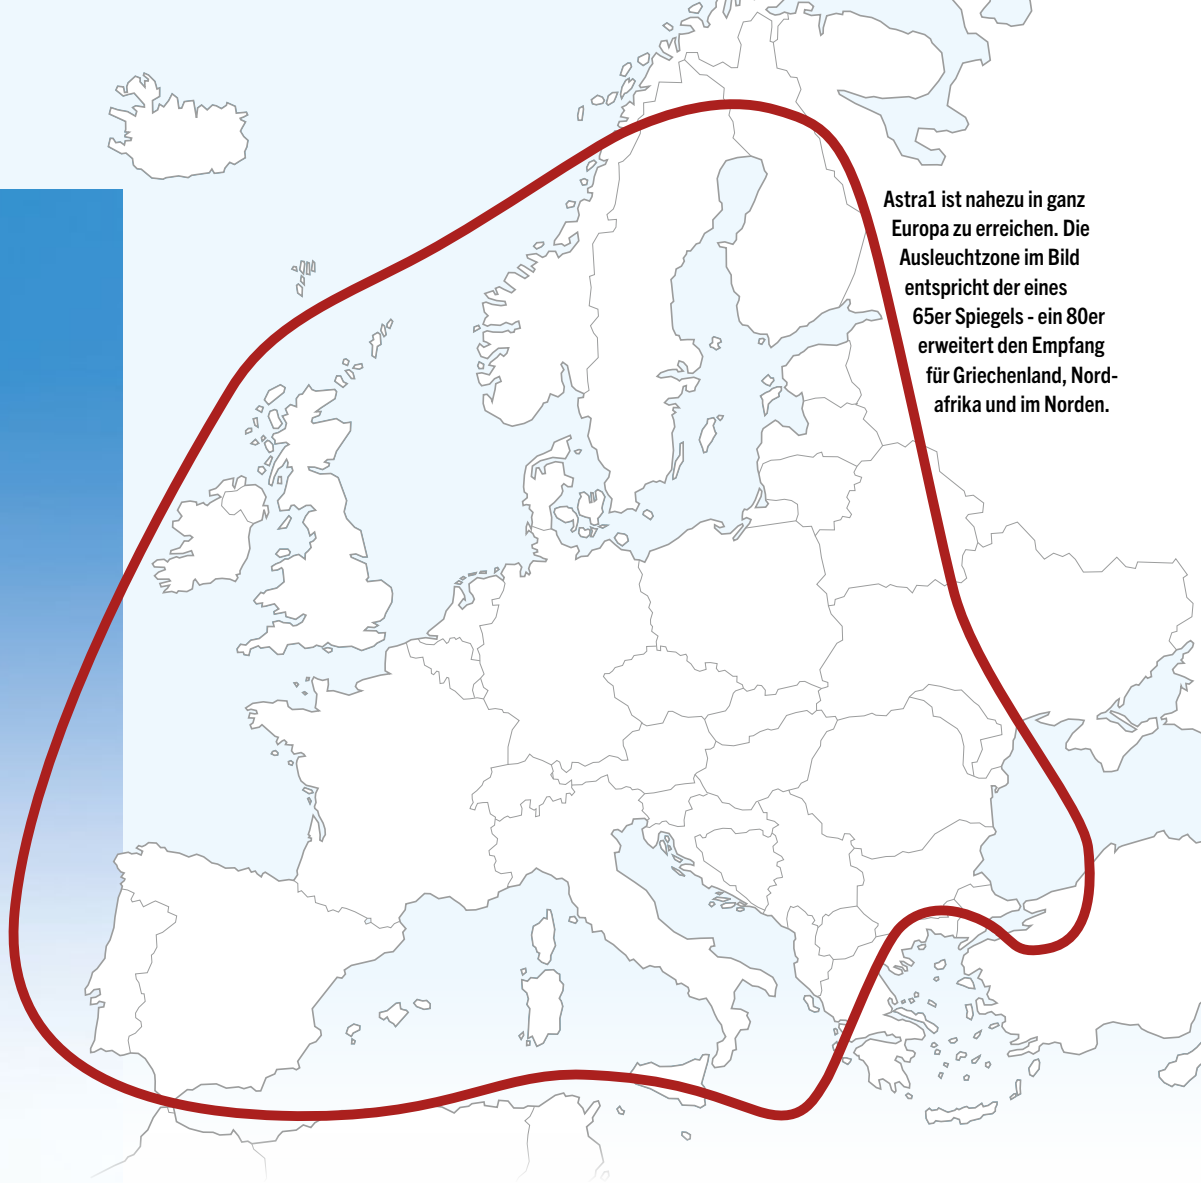 Astra1 ist nahezu in ganz
Europa zu erreichen. Die
Ausleuchtzone im Bild
entspricht der eines
65er Spiegels - ein 80er
erweitert den Empfang
für Griechenland, Nord-
afrika und im Norden.